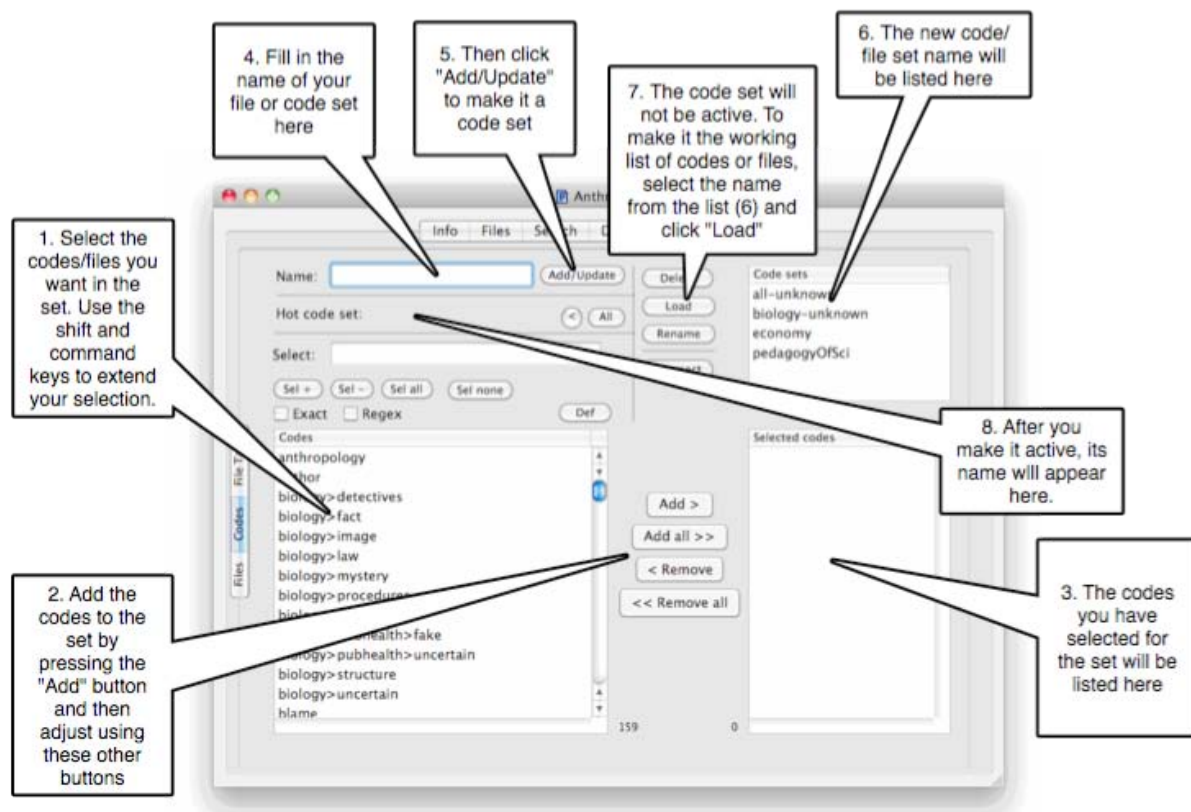 4. Fill in the
name of your
file or code set
here
5. Then click
"Add/Update"
to make it a
code set
6. The new code/
file set name will
be listed here
7. The code set will
not be active. To
make it the working
list of codes or files,
select the name
from the list (6) and
click "Load"
1. Select the
codes/files you
want in the
set. Use the
shift and
command
keys to extend
your selection.
Info Files
Name:
Add/Update
Load
Rename
Code sets
all-unknown
biology-unknown
economy
pedagogyOfSci
Hot code set:
< All
Select:
Sel + Sel - Sel all Sel none
Exact Regex
Def
8. After you
make it active, its
name will appear
here.
Files Codes
Codes
anthropology
biology>detectives
biology>fact
biology>image
biology>law
biology>mystery
biology>procedures
health>fake
biology>pubhealth>uncertain
biology>structure
biology>uncertain
blame
159
Add >
Add all >>
< Remove
<< Remove all
Selected codes
0
2. Add the
codes to the
set by
pressing the
"Add" button
and then
adjust using
these other
buttons
3. The codes
you have
selected for
the set will be
listed here